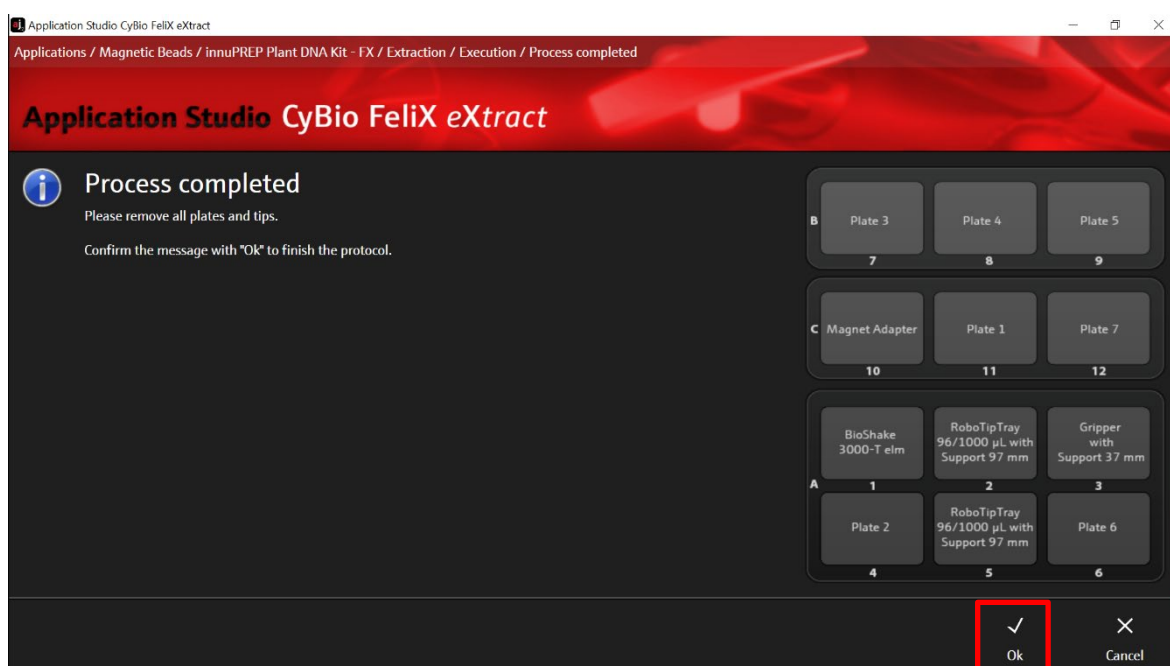 Application Studio CyBio FeliX eXtract
Applications / Magnetic Beads / innuPREP Plant DNA Kit - FX / Extraction / Execution / Process completed
Application Studio CyBio FeliX eXtract
Process completed
Please remove all plates and tips.
Confirm the message with "Ok" to finish the protocol.
B
Plate 3
Plate 4
Plate 5
7
8
9
C
Magnet Adapter
Plate 1
Plate 7
10
11
12
A
BioShake
3000-T elm
1
RoboTipTray
96/1000 µL with
Support 97 mm
2
Gripper
with
Support 37 mm
3
Plate 2
4
RoboTipTray
96/1000 µL with
Support 97 mm
5
Plate 6
6
Ok
Cancel